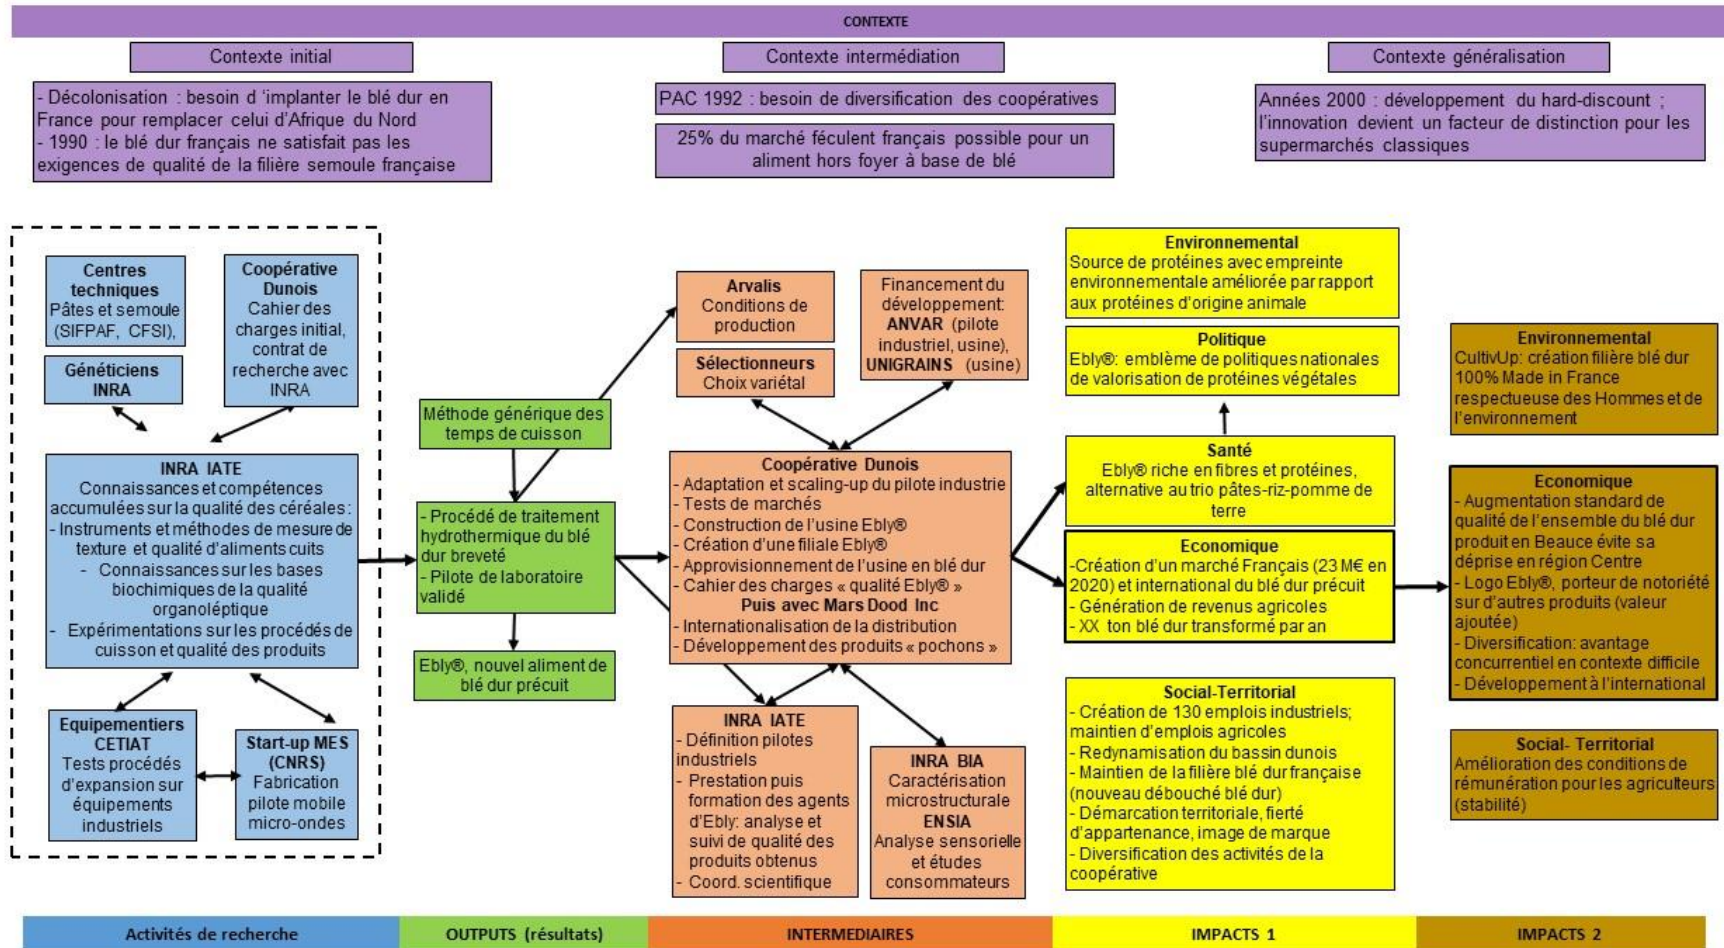 CONTEXTE
Contexte initial
- Décolonisation : besoin d 'implanter le blé dur en
France pour remplacer celui d'Afrique du Nord
- 1990 : le blé dur français ne satisfait pas les
exigences de qualité de la filière semoule française
Contexte intermédiation
PAC 1992 : besoin de diversification des coopératives
25% du marché féculent français possible pour un
aliment hors foyer à base de blé
Contexte généralisation
Années 2000 : développement du hard-discount ;
l'innovation devient un facteur de distinction pour les
supermarchés classiques
Centres
techniques
Pâtes et semoule
(SIFPAF, CFSI),
Généticiens
INRA
Coopérative
Dunois
Cahier des
charges initial,
contrat de
recherche avec
INRA
INRA IATE
Connaissances et compétences
accumulées sur la qualité des céréales :
- Instruments et méthodes de mesure de
texture et qualité d'aliments cuits
- Connaissances sur les bases
biochimiques de la qualité
organoléptique
- Expérimentations sur les procédés de
cuisson et qualité des produits
Equipementiers
CETIAT
Tests procédés
d'expansion sur
équipements
industriels
Start-up MES
(CNRS)
Fabrication
pilote mobile
micro-ondes
Méthode générique des
temps de cuisson
- Procédé de traitement
hydrothermique du blé
dur breveté
- Pilote de laboratoire
validé
Ebly®, nouvel aliment de
blé dur précuit
Arvalis
Conditions de
production
Sélectionneurs
Choix variétal
Financement du
développement:
ANVAR (pilote
industriel, usine),
UNIGRAINS (usine)
Coopérative Dunois
- Adaptation et scaling-up du pilote industrie
- Tests de marchés
- Construction de l'usine Ebly®
- Création d'une filiale Ebly®
- Approvisionnement de l'usine en blé dur
- Cahier des charges « qualité Ebly® »
Puis avec Mars Dood Inc
- Internationalisation de la distribution
- Développement des produits « pochons »
INRA IATE
- Définition pilotes
industriels
- Prestation puis
formation des agents
d'Ebly: analyse et
suivi de qualité des
produits obtenus
- Coord. scientifique
INRA BIA
Caractérisation
microstructurale
ENSIA
Analyse sensorielle
et études
consommateurs
Environnemental
Source de protéines avec empreinte
environnementale améliorée par rapport
aux protéines d'origine animale
Politique
Ebly®: emblème de politiques nationales
de valorisation de protéines végétales
Santé
Ebly® riche en fibres et protéines,
alternative au trio pâtes-riz-pomme de
terre
Economique
-Création d'un marché Français (23 M€ en
2020) et international du blé dur précuit
- Génération de revenus agricoles
- XX ton blé dur transformé par an
Social-Territorial
- Création de 130 emplois industriels;
maintien d'emplois agricoles
- Redynamisation du bassin dunois
- Maintien de la filière blé dur française
(nouveau débouché blé dur)
- Démarcation territoriale, fierté
d'appartenance, image de marque
- Diversification des activités de la
coopérative
Environnemental
CultivUp: création filière blé dur
100% Made in France
respectueuse des Hommes et de
l'environnement
Economique
- Augmentation standard de
qualité de l'ensemble du blé dur
produit en Beauce évite sa
déprise en région Centre
- Logo Ebly®, porteur de notoriété
sur d'autres produits (valeur
ajoutée)
- Diversification: avantage
concurrentiel en contexte difficile
- Développement à l'international
Social- Territorial
Amélioration des conditions de
rémunération pour les agriculteurs
(stabilité)
Activités de recherche
OUTPUTS (résultats)
INTERMEDIAIRES
IMPACTS 1
IMPACTS 2